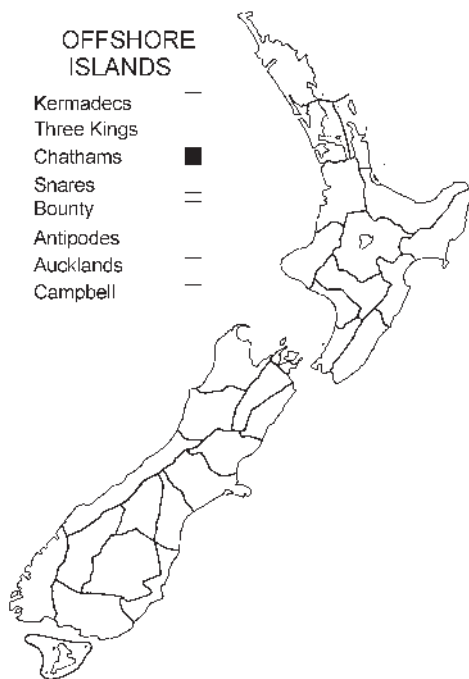 OFFSHORE
ISLANDS
Kermadecs
Three Kings
Chathams
Snares
Bounty
Antipodes
Aucklands
Campbell